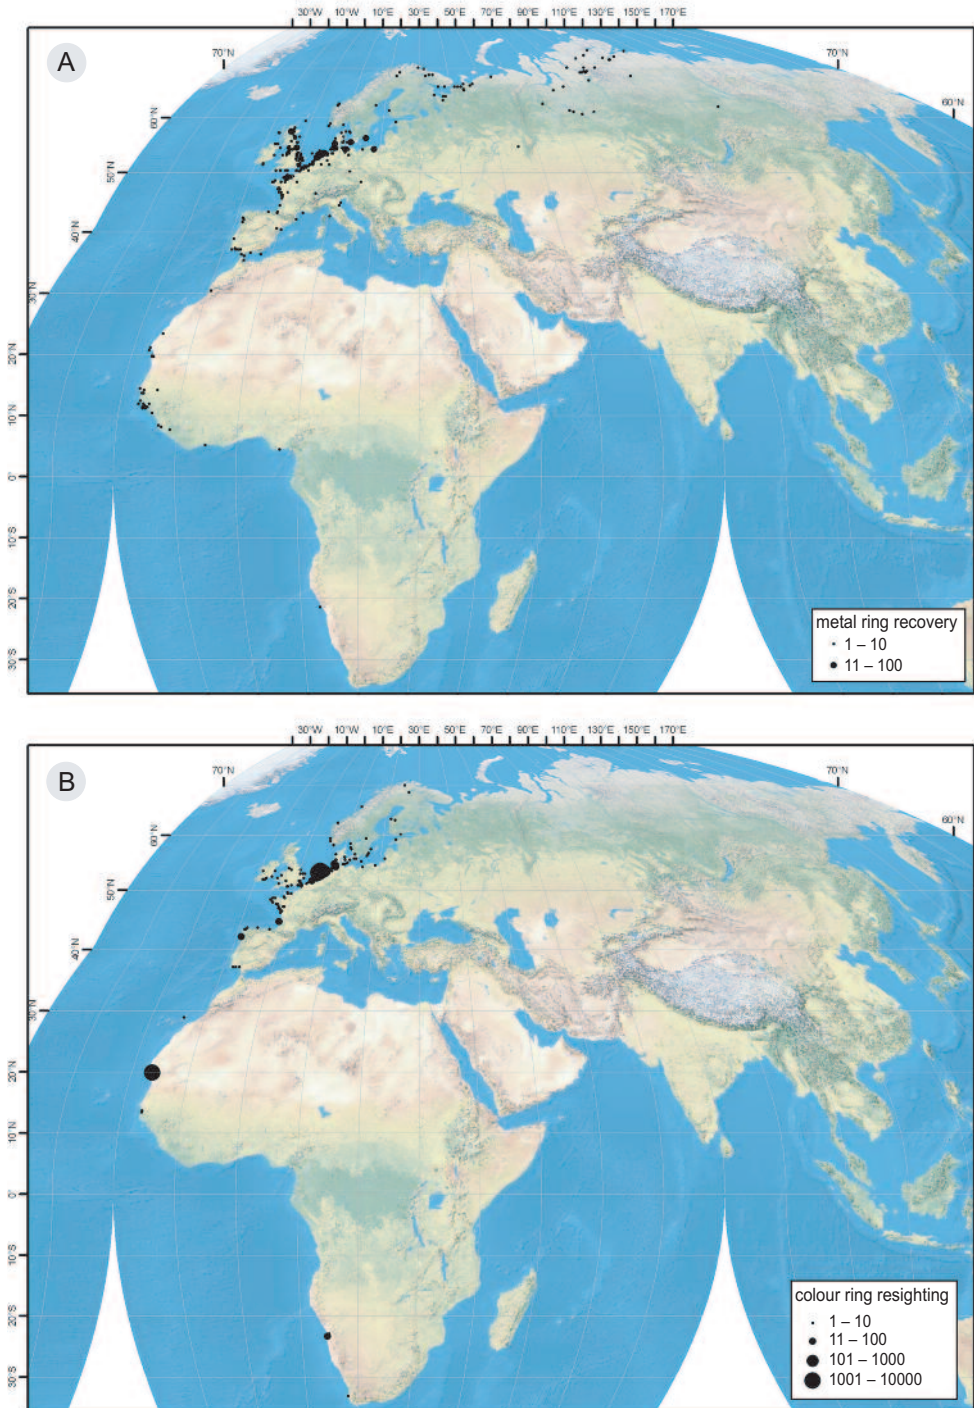 30°W 10°W 10°E 30°E 50°E 70°E 90°E 110°E 130°E 150°E 170°E
A
70°N
70°N
60°N
60°N
50°N
40°N
30°N
20°N
10°N
0°
10°S
20°S
30°S
metal ring recovery
1 – 10
11 – 100
30°W 10°W 10°E 30°E 50°E 70°E 90°E 110°E 130°E 150°E 170°E
B
70°N
70°N
60°N
60°N
50°N
40°N
30°N
20°N
10°N
0°
10°S
20°S
30°S
colour ring resighting
1 – 10
11 – 100
101 – 1000
1001 – 10000